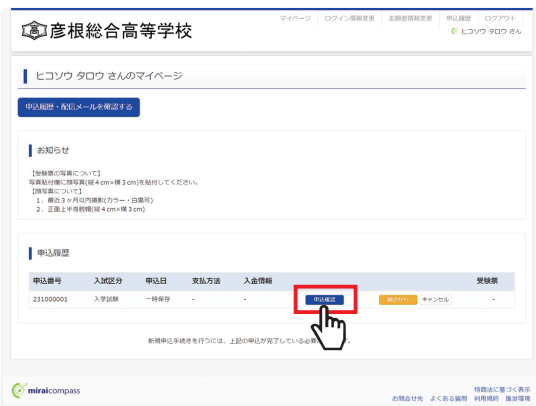 マイページ ログイン情報変更 志願者情報変更 申込履歴 ログアウト
彦根総合高等学校
ヒコソウ タロウ さん
ヒコソウ タロウ さんのマイページ
申込履歴・配信メールを確認する
お知らせ
【受験票の写真について】
写真貼付欄に顔写真(縦4cm×横3cm)を貼付してください。
【顔写真について】
1. 最近3ヶ月以内撮影(カラー・白黒可)
2. 正面上半身脱帽(縦4cm×横3cm)
申込履歴
申込番号 入試区分 申込日 支払方法 入金情報 受験票
231000001 入学試験 一時保存 - - 申込確認 続きから キャンセル -
新規申込手続きを行うには、上記の申込が完了している必要
miraicompass
特商法に基づく表示
お問合せ先 よくある質問 利用規約 推奨環境